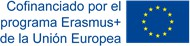 Cofinanciado por el
programa Erasmus+
de la Unión Europea